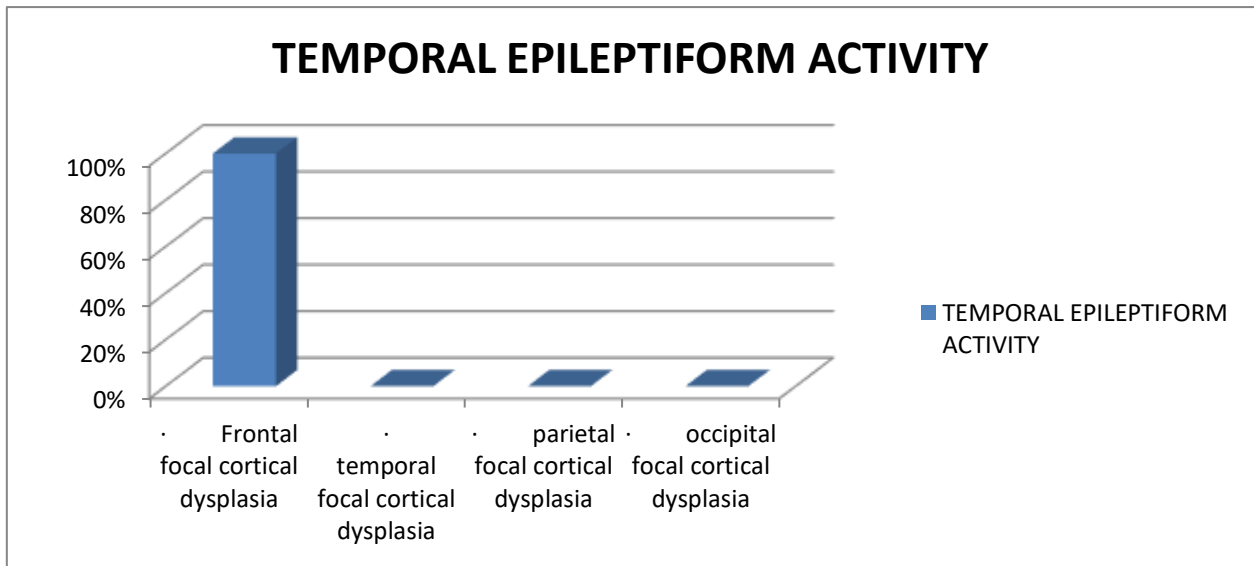 TEMPORAL EPILEPTIFORM ACTIVITY
100%
80%
60%
40%
20%
0%
· Frontal
focal cortical
dysplasia
·
temporal
focal cortical
dysplasia
· parietal
focal cortical
dysplasia
· occipital
focal cortical
dysplasia
TEMPORAL EPILEPTIFORM
ACTIVITY